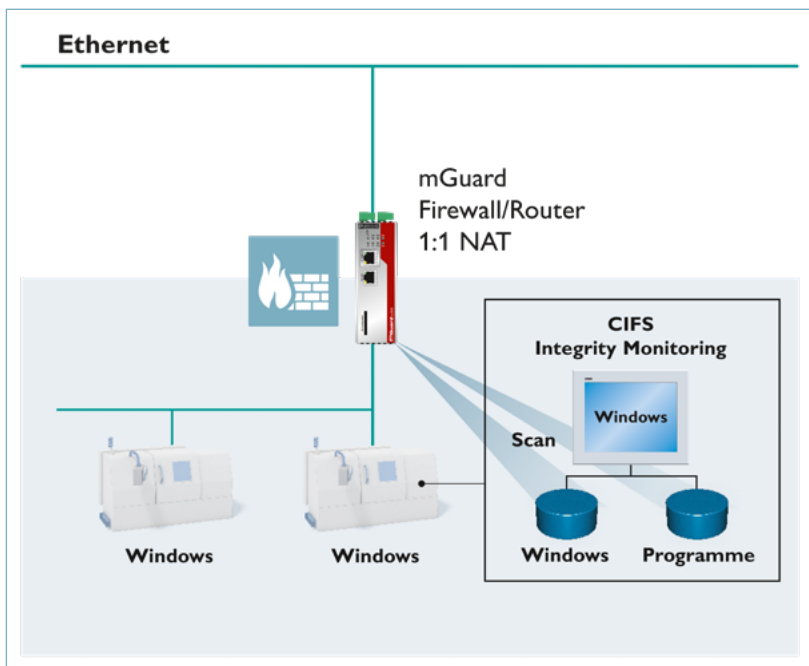 Ethernet
mGuard
Firewall/Router
1:1 NAT
CIFS
Integrity Monitoring
Windows
Scan
Windows
Programme
Windows
Windows